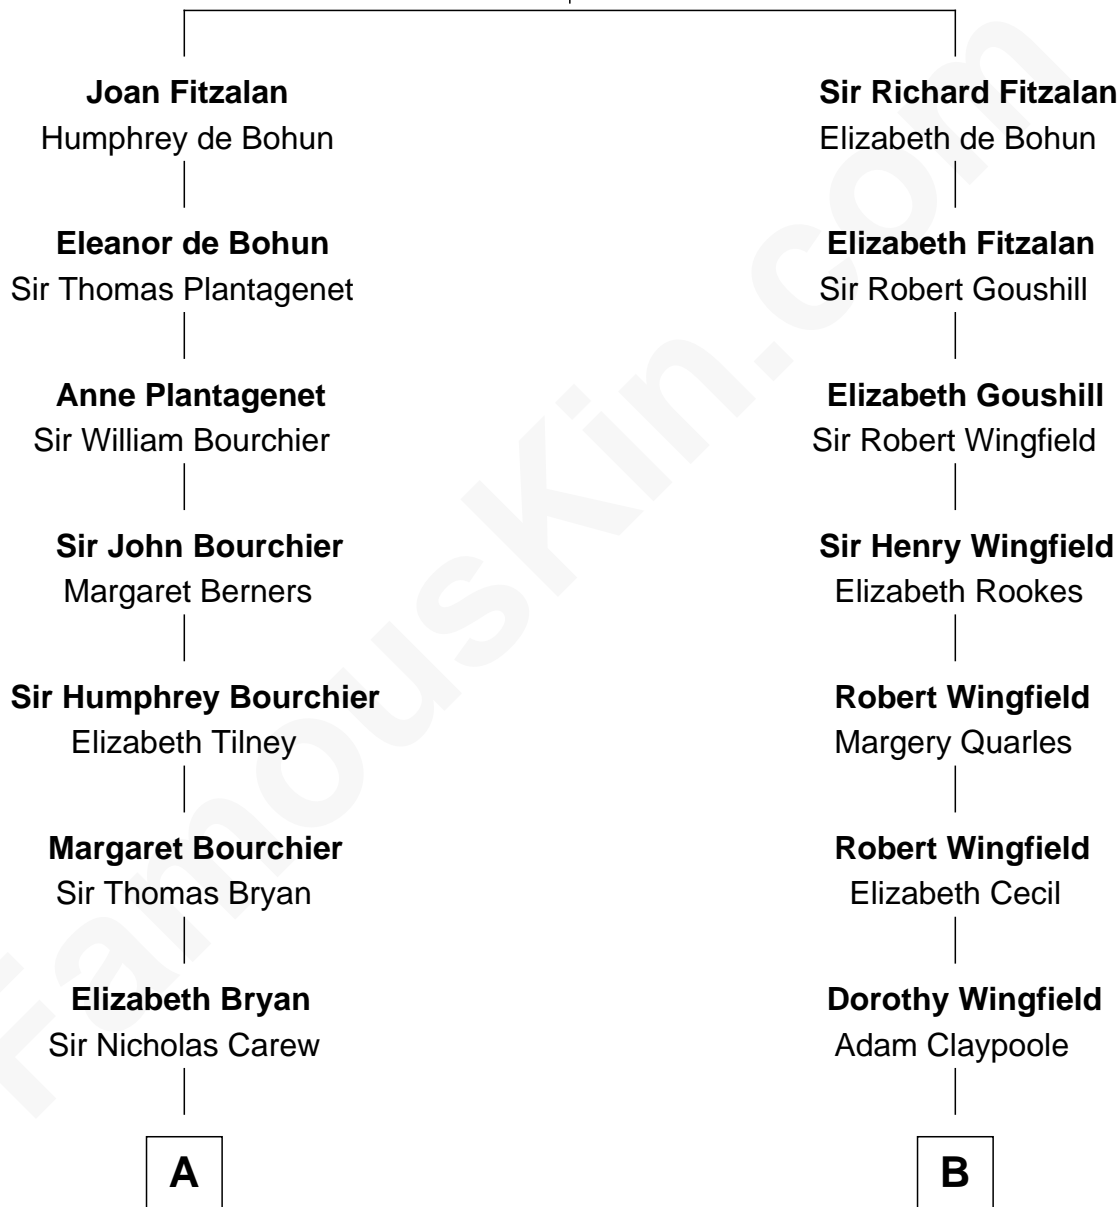 Joan Fitzalan
Humphrey de Bohun
Sir Richard Fitzalan
Elizabeth de Bohun
Eleanor de Bohun
Sir Thomas Plantagenet
Elizabeth Fitzalan
Sir Robert Goushill
Anne Plantagenet
Sir William Bourchier
Elizabeth Goushill
Sir Robert Wingfield
Sir John Bourchier
Margaret Berners
Sir Henry Wingfield
Elizabeth Rookes
Sir Humphrey Bourchier
Elizabeth Tilney
Robert Wingfield
Margery Quarles
Margaret Bourchier
Sir Thomas Bryan
Robert Wingfield
Elizabeth Cecil
Elizabeth Bryan
Sir Nicholas Carew
Dorothy Wingfield
Adam Claypoole
A
B
FamousKin.com